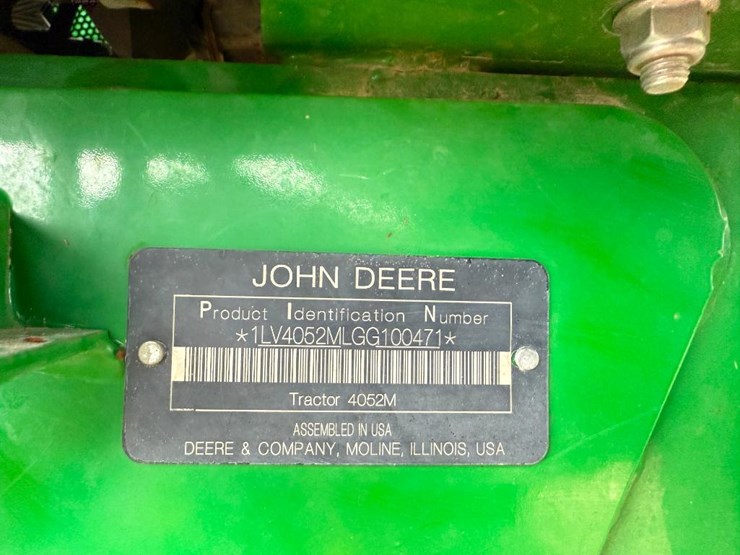 JOHN DEERE
Product Identification Number
*1LV4052MLGG100471*
Tractor 4052M
ASSEMBLED IN USA
DEERE & COMPANY, MOLINE, ILLINOIS, USA